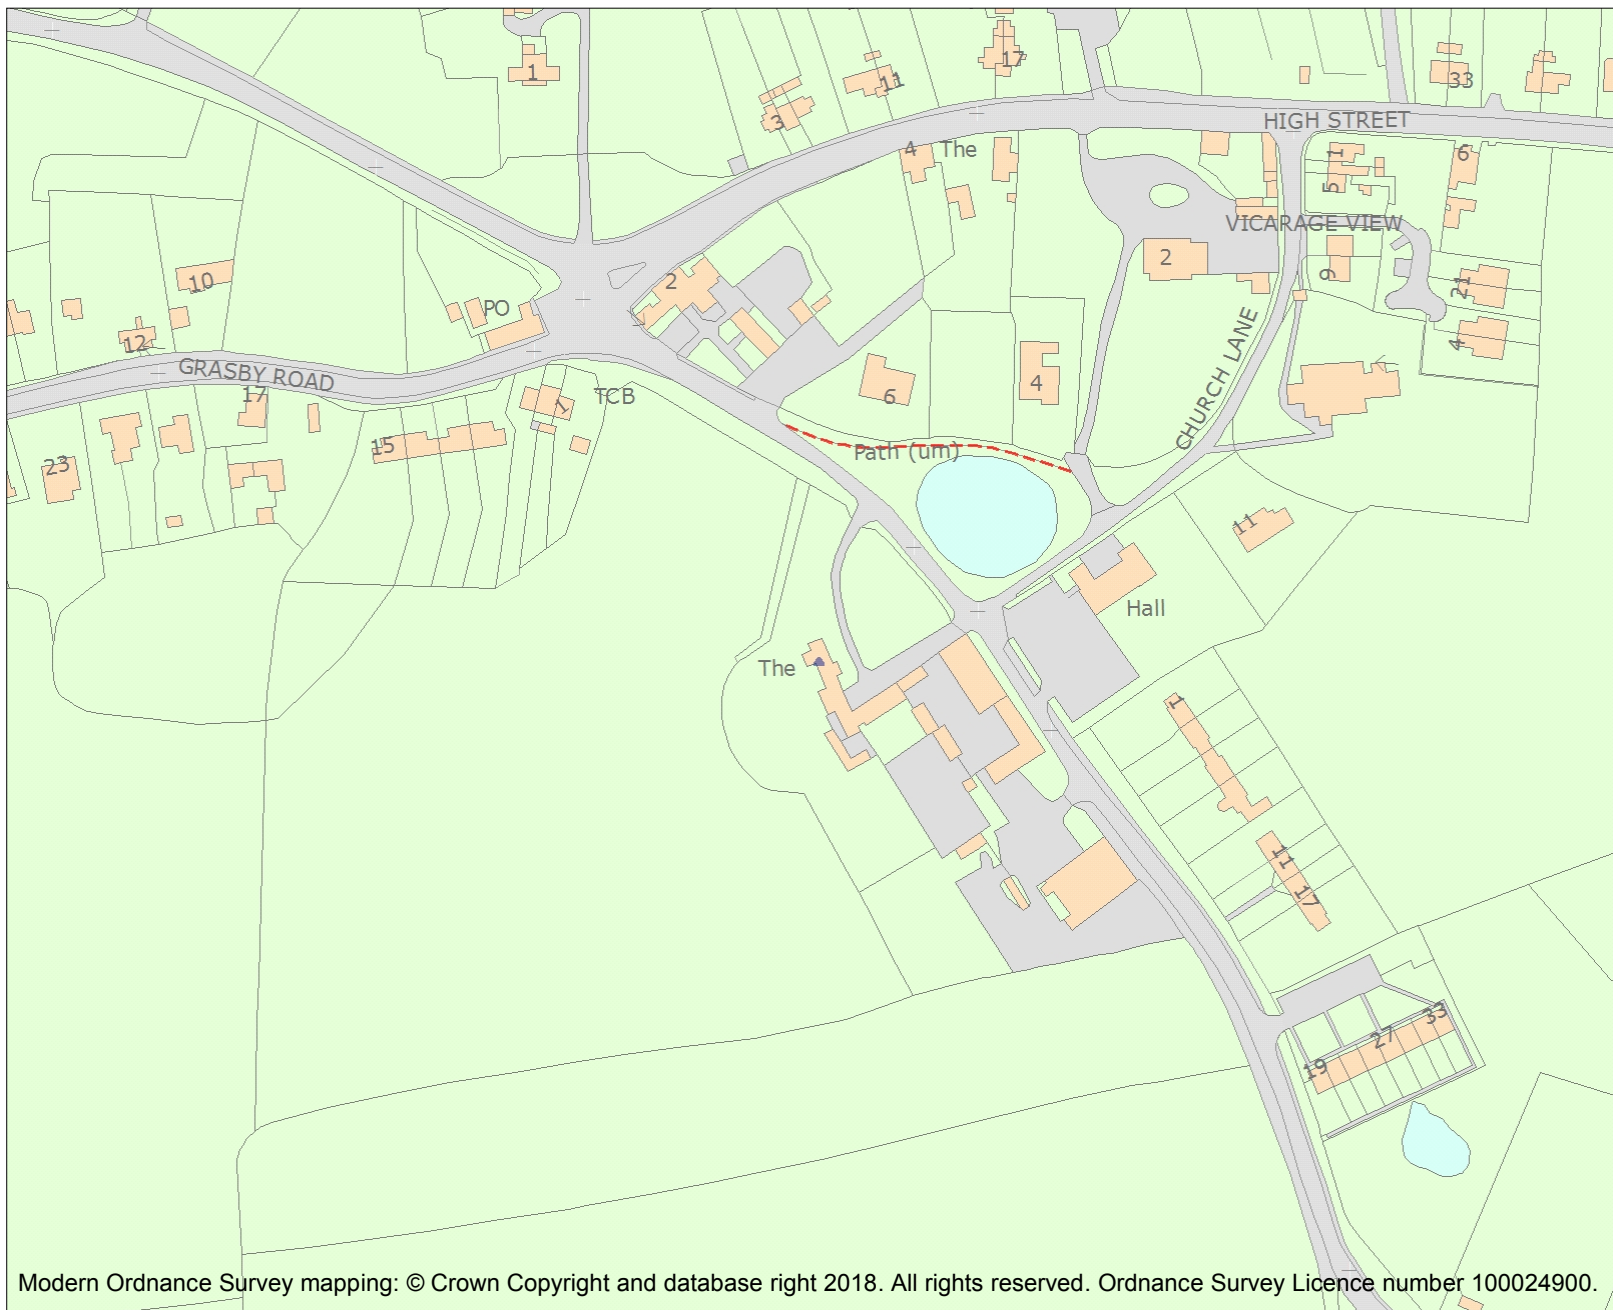 1
17
11
33
3
HIGH STREET
4 The
1
6
5
VICARAGE VIEW
2
10
2
9
21
PO
12
4
GRASBY ROAD
CHURCH LANE
17
TCB
1
6
4
15
Path (um)
23
11
Hall
The
1
11
17
33
27
19
Modern Ordnance Survey mapping: © Crown Copyright and database right 2018. All rights reserved. Ordnance Survey Licence number 100024900.